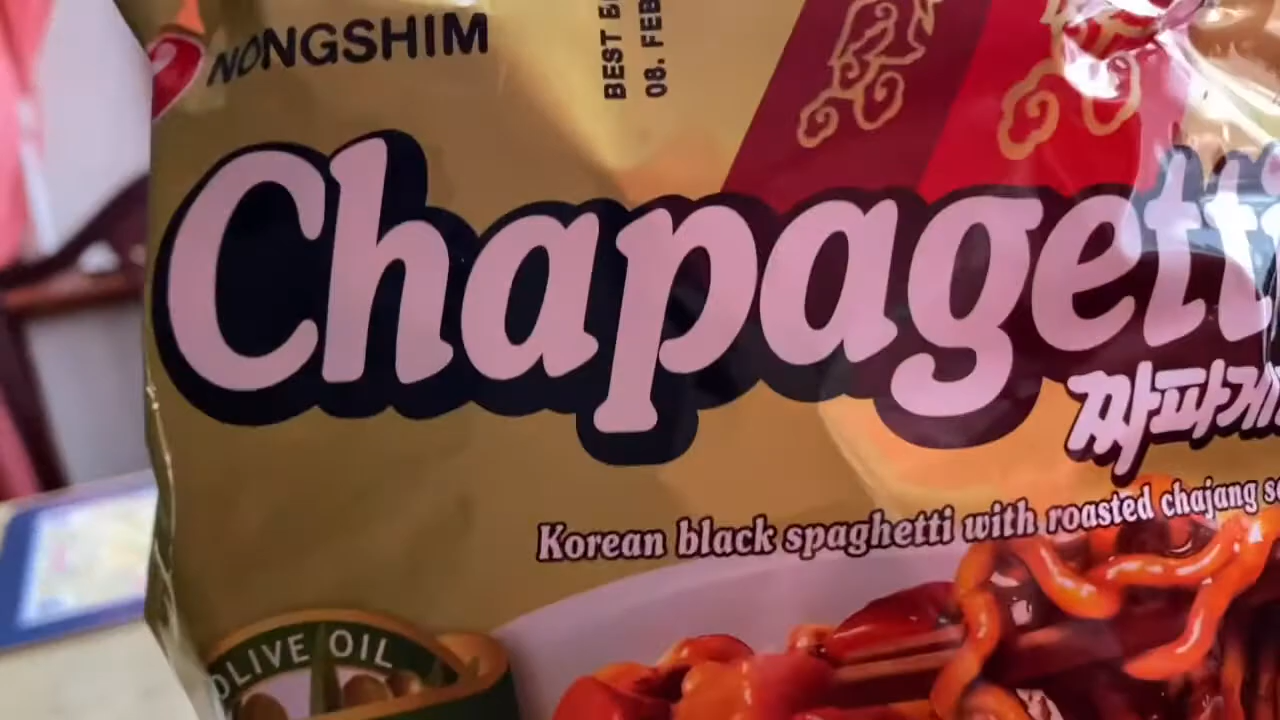 NONGSHIM
BEST
08. FEB
Chapagetti
짜파게
Korean black spaghetti with roasted chajang
OLIVE OIL